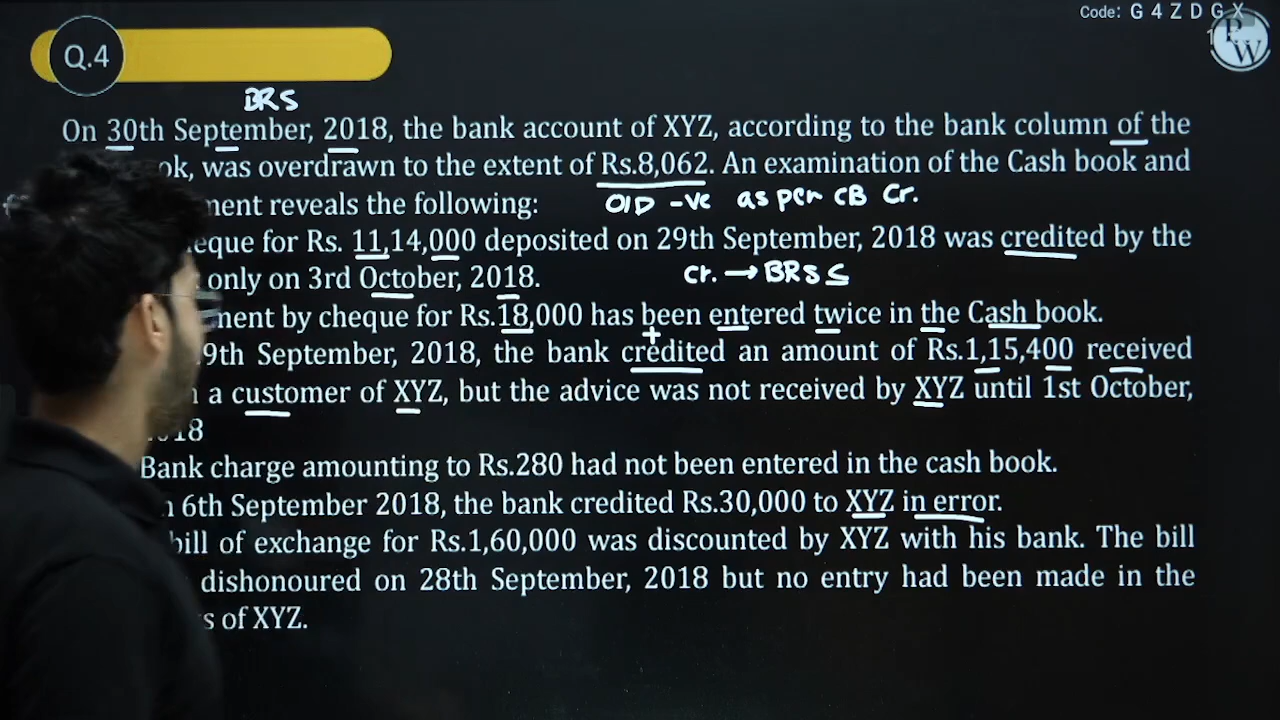 Code: G 4 Z D G X
PW
Q.4
BRS
On 30th September, 2018, the bank account of XYZ, according to the bank column of the
was overdrawn to the extent of Rs.8,062. An examination of the Cash book and
reveals the following:
O/D -ve as per CB Cr.
for Rs. 11,14,000 deposited on 29th September, 2018 was credited by the
only on 3rd October, 2018.
Cr. → BRS ≤
by cheque for Rs.18,000 has been entered twice in the Cash book.
+
September, 2018, the bank credited an amount of Rs.1,15,400 received
a customer of XYZ, but the advice was not received by XYZ until 1st October,
Bank charge amounting to Rs.280 had not been entered in the cash book.
6th September 2018, the bank credited Rs.30,000 to XYZ in error.
bill of exchange for Rs.1,60,000 was discounted by XYZ with his bank. The bill
dishonoured on 28th September, 2018 but no entry had been made in the
of XYZ.